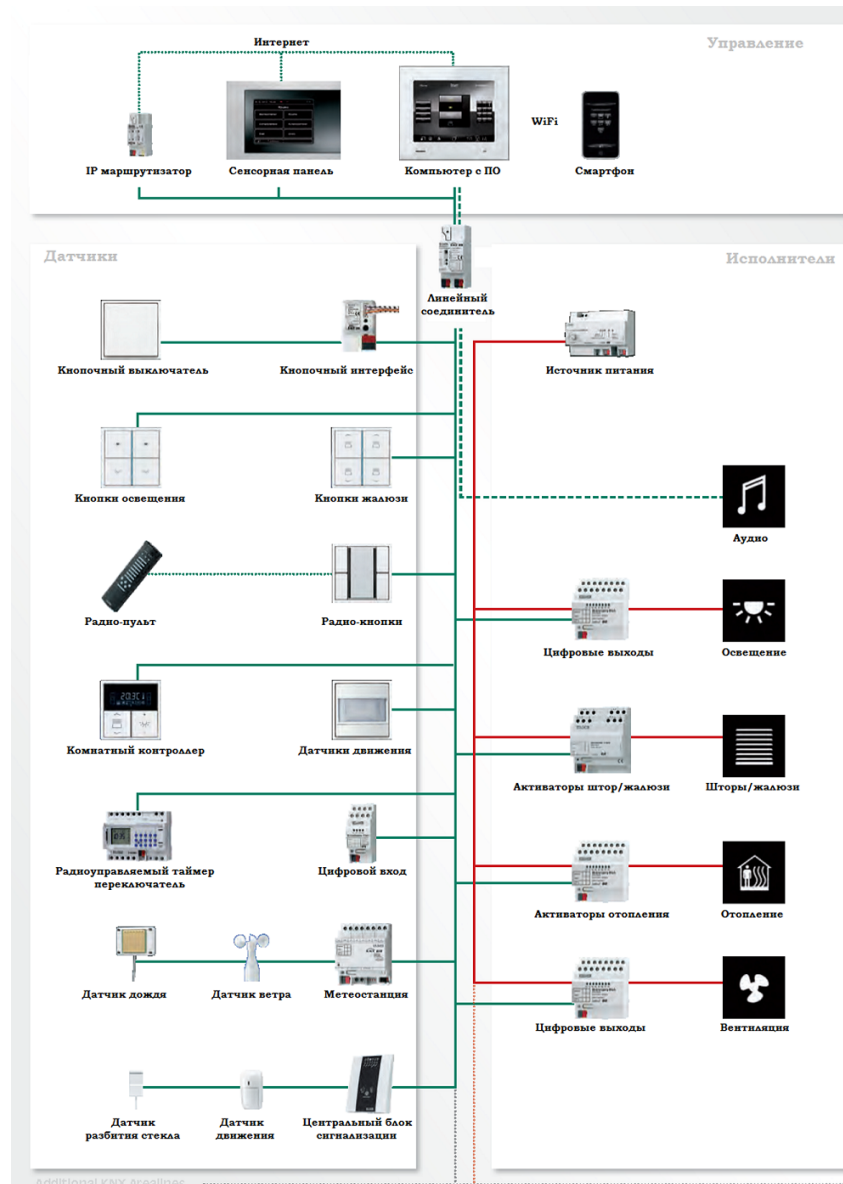 Интернет
Управление
WiFi
IP маршрутизатор
Сенсорная панель
Компьютер с ПО
Смартфон
Датчики
Исполнители
Линейный
соединитель
Кнопочный выключатель
Кнопочный интерфейс
Источник питания
Кнопки освещения
Кнопки жалюзи
Аудио
Радио-пульт
Радио-кнопки
Цифровые выходы
Освещение
Комнатный контроллер
Датчики движения
Активаторы штор/жалюзи
Шторы/жалюзи
Радиоуправляемый таймер
переключатель
Цифровой вход
Активаторы отопления
Отопление
Датчик дождя
Датчик ветра
Метеостанция
Цифровые выходы
Вентиляция
Датчик
разбития стекла
Датчик
движения
Центральный блок
сигнализации
Additional KNX Arealines